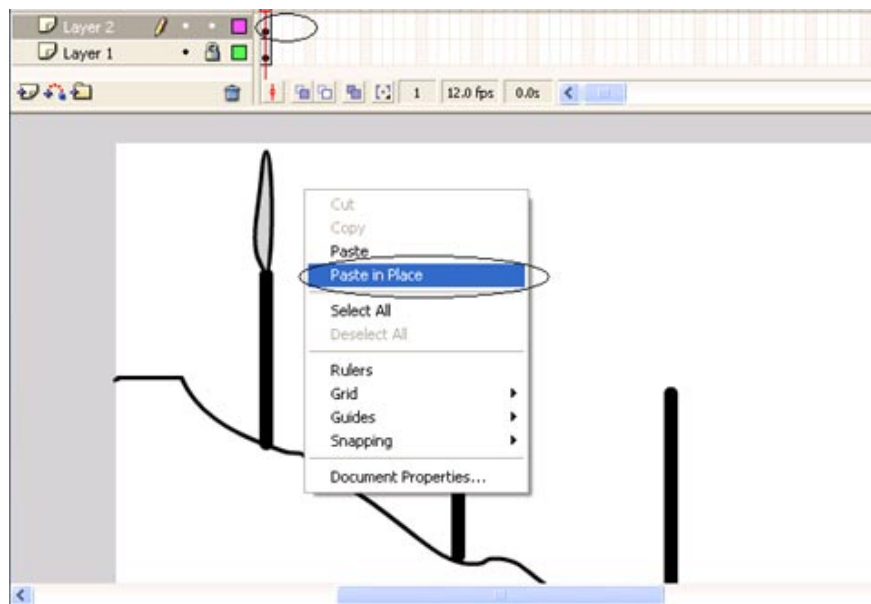 Layer 2
Layer 1
1 12.0 fps 0.0s
Cut
Copy
Paste
Paste in Place
Select All
Deselect All
Rulers
Grid
Guides
Snapping
Document Properties...